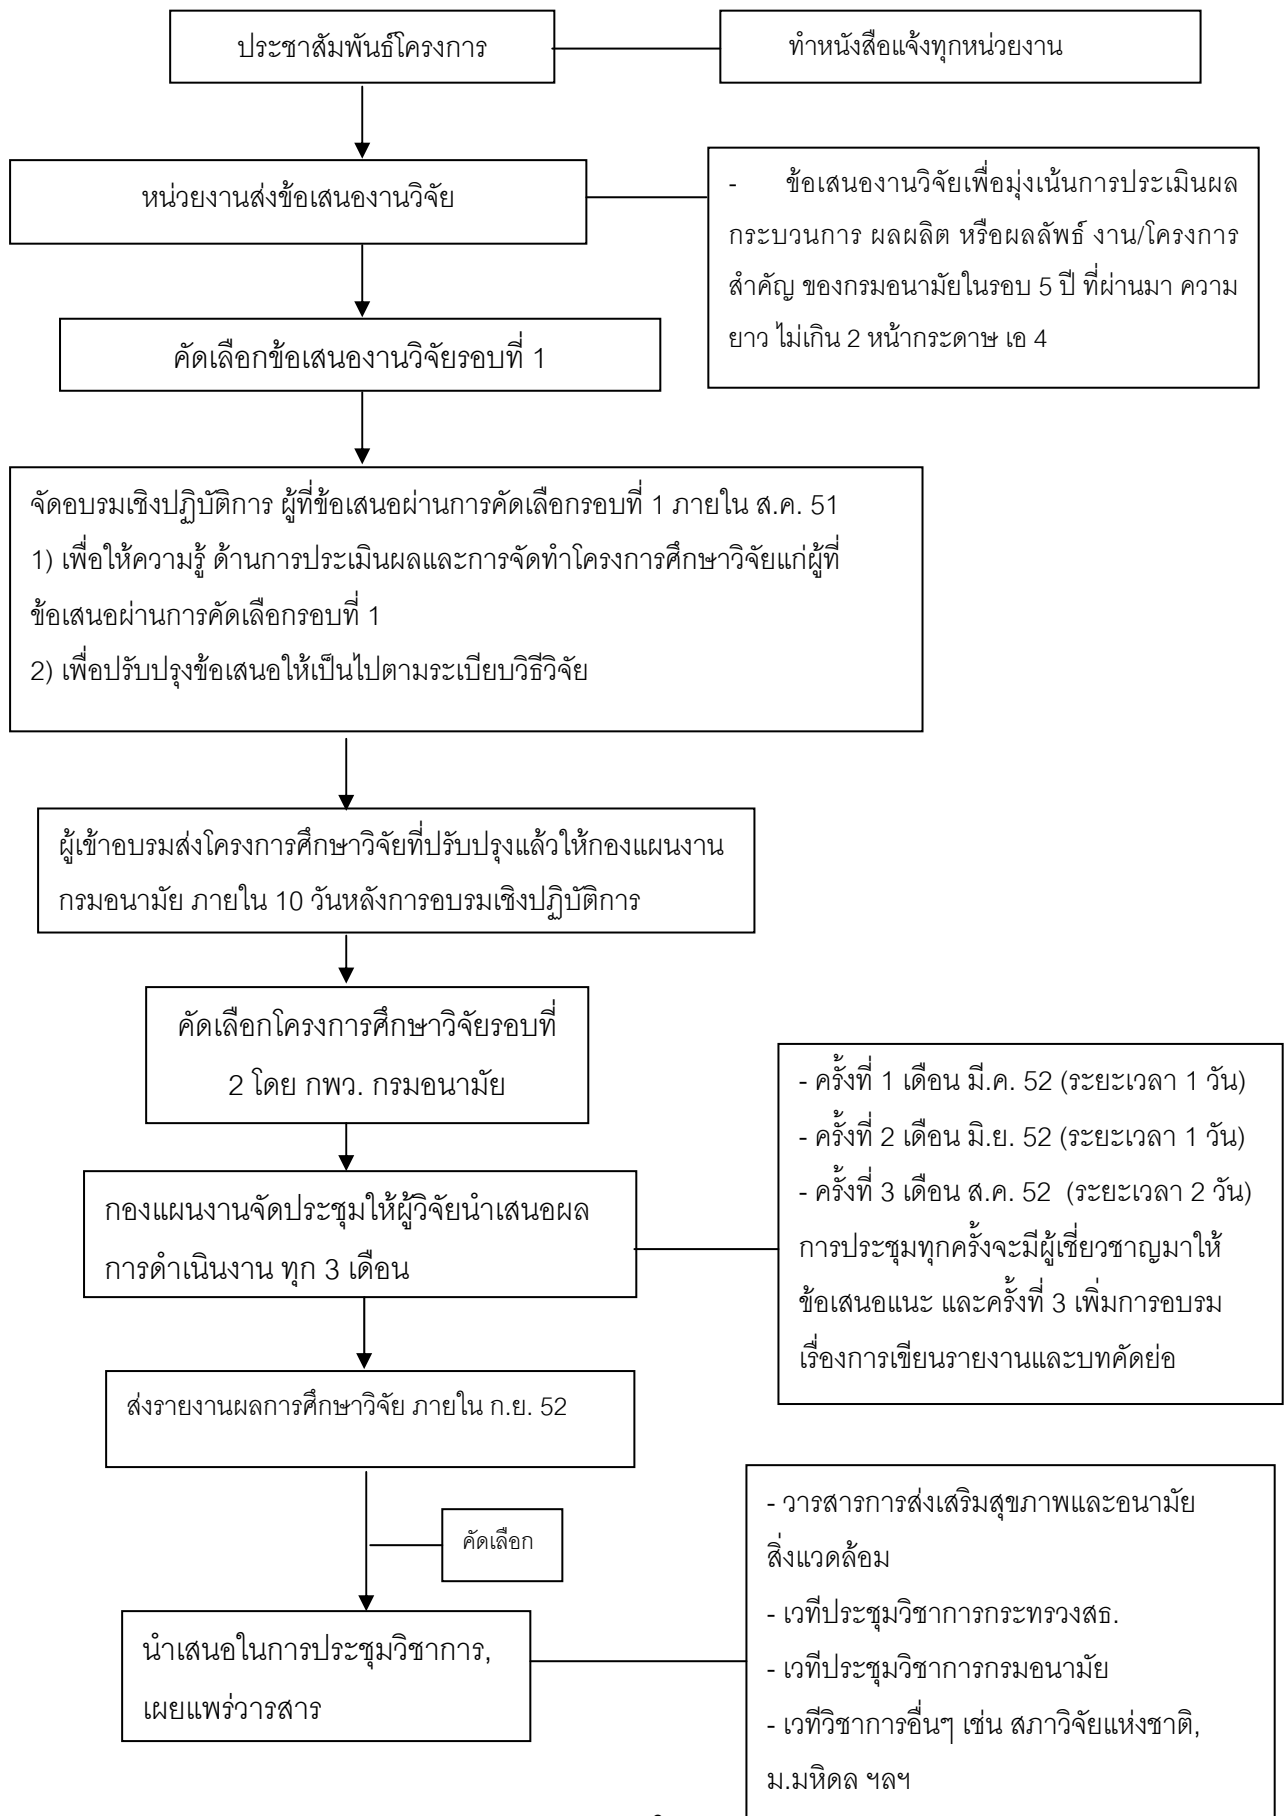 ประชาสัมพันธ์โครงการ
ทำหนังสือแจ้งทุกหน่วยงาน
หน่วยงานส่งข้อเสนองานวิจัย
- ข้อเสนองานวิจัยเพื่อมุ่งเน้นการประเมินผล
กระบวนการ ผลผลิต หรือผลลัพธ์ งาน/โครงการ
สำคัญ ของกรมอนามัยในรอบ 5 ปี ที่ผ่านมา ความ
ยาว ไม่เกิน 2 หน้ากระดาษ เอ 4
คัดเลือกข้อเสนองานวิจัยรอบที่ 1
จัดอบรมเชิงปฏิบัติการ ผู้ที่ข้อเสนอผ่านการคัดเลือกรอบที่ 1 ภายใน ส.ค. 51
1) เพื่อให้ความรู้ ด้านการประเมินผลและการจัดทำโครงการศึกษาวิจัยแก่ผู้ที่
ข้อเสนอผ่านการคัดเลือกรอบที่ 1
2) เพื่อปรับปรุงข้อเสนอให้เป็นไปตามระเบียบวิธีวิจัย
ผู้เข้าอบรมส่งโครงการศึกษาวิจัยที่ปรับปรุงแล้วให้กองแผนงาน
กรมอนามัย ภายใน 10 วันหลังการอบรมเชิงปฏิบัติการ
คัดเลือกโครงการศึกษาวิจัยรอบที่
2 โดย กพว. กรมอนามัย
กองแผนงานจัดประชุมให้ผู้วิจัยนำเสนอผล
การดำเนินงาน ทุก 3 เดือน
- ครั้งที่ 1 เดือน มี.ค. 52 (ระยะเวลา 1 วัน)
- ครั้งที่ 2 เดือน มิ.ย. 52 (ระยะเวลา 1 วัน)
- ครั้งที่ 3 เดือน ส.ค. 52 (ระยะเวลา 2 วัน)
การประชุมทุกครั้งจะมีผู้เชี่ยวชาญมาให้
ข้อเสนอแนะ และครั้งที่ 3 เพิ่มการอบรม
เรื่องการเขียนรายงานและบทคัดย่อ
ส่งรายงานผลการศึกษาวิจัย ภายใน ก.ย. 52
คัดเลือก
นำเสนอในการประชุมวิชาการ,
เผยแพร่วารสาร
- วารสารการส่งเสริมสุขภาพและอนามัย
สิ่งแวดล้อม
- เวทีประชุมวิชาการกระทรวงสธ.
- เวทีประชุมวิชาการกรมอนามัย
- เวทีวิชาการอื่นๆ เช่น สภาวิจัยแห่งชาติ,
ม.มหิดล ฯลฯ